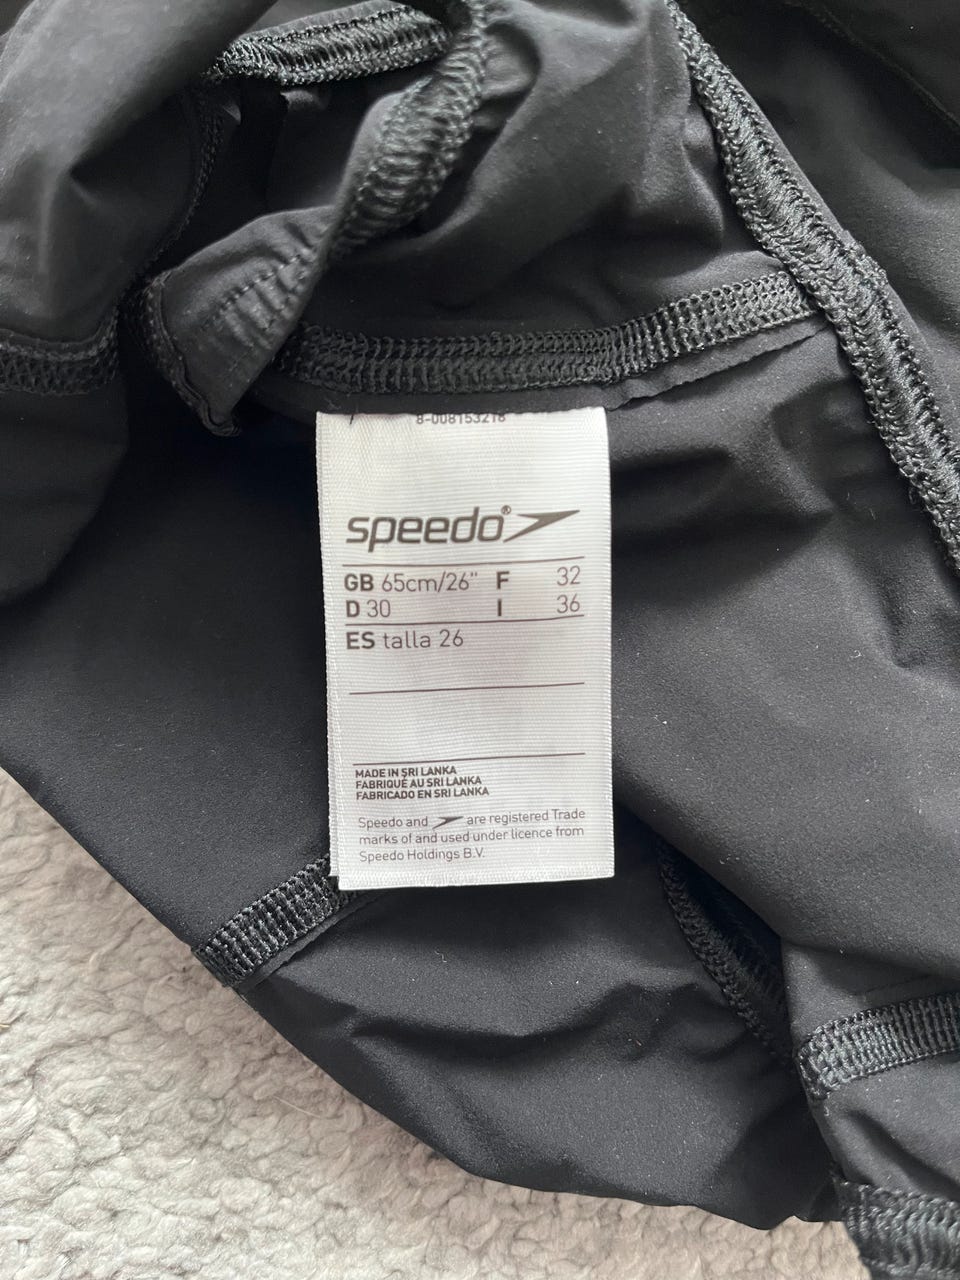 8-008153218
speedo®
GB 65cm/26" F 32
D 30 I 36
ES talla 26
MADE IN SRI LANKA
FABRIQUÉ AU SRI LANKA
FABRICADO EN SRI LANKA
Speedo and are registered Trade
marks of and used under licence from
Speedo Holdings B.V.